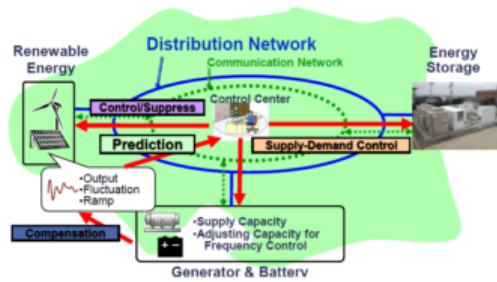 Renewable
Energy
Distribution Network
Communication Network
Energy
Storage
Control/Suppress
Control Center
Prediction
Supply-Demand Control
•Output
•Fluctuation
•Ramp
Compensation
•Supply Capacity
•Adjusting Capacity for
Frequency Control
Generator & Battery